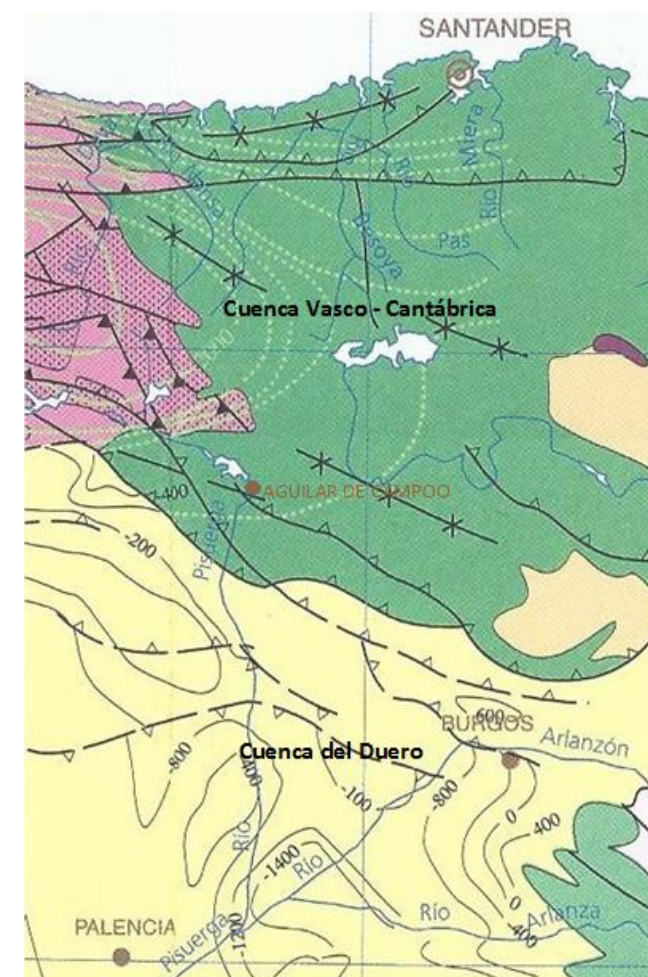 SANTANDER
Miera
Río
Río
Besaya
Pas
Río
Cuenca Vasco - Cantábrica
AGUILAR DE CAMPOO
-400
Pisuerga
-200
-600
BURGOS
Arlanzón
-800
Cuenca del Duero
-400
-100
-800
0
400
Río
-1400
Río
0
-400
Río
Arlanza
PALENCIA
Pisuerga
-1200